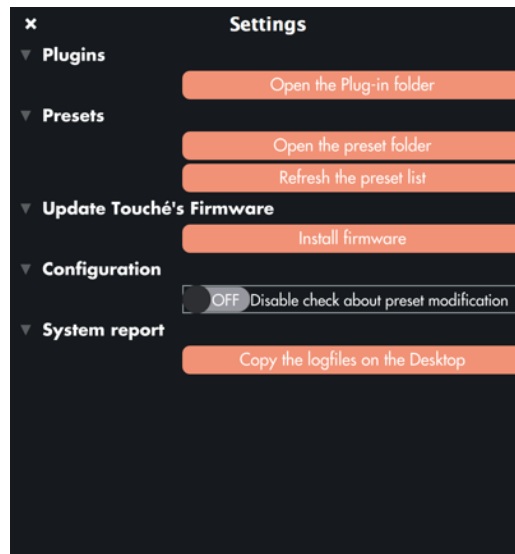 × Settings
Plugins
Open the Plug-in folder
Presets
Open the preset folder
Refresh the preset list
Update Touché's Firmware
Install firmware
Configuration
OFF Disable check about preset modification
System report
Copy the logfiles on the Desktop